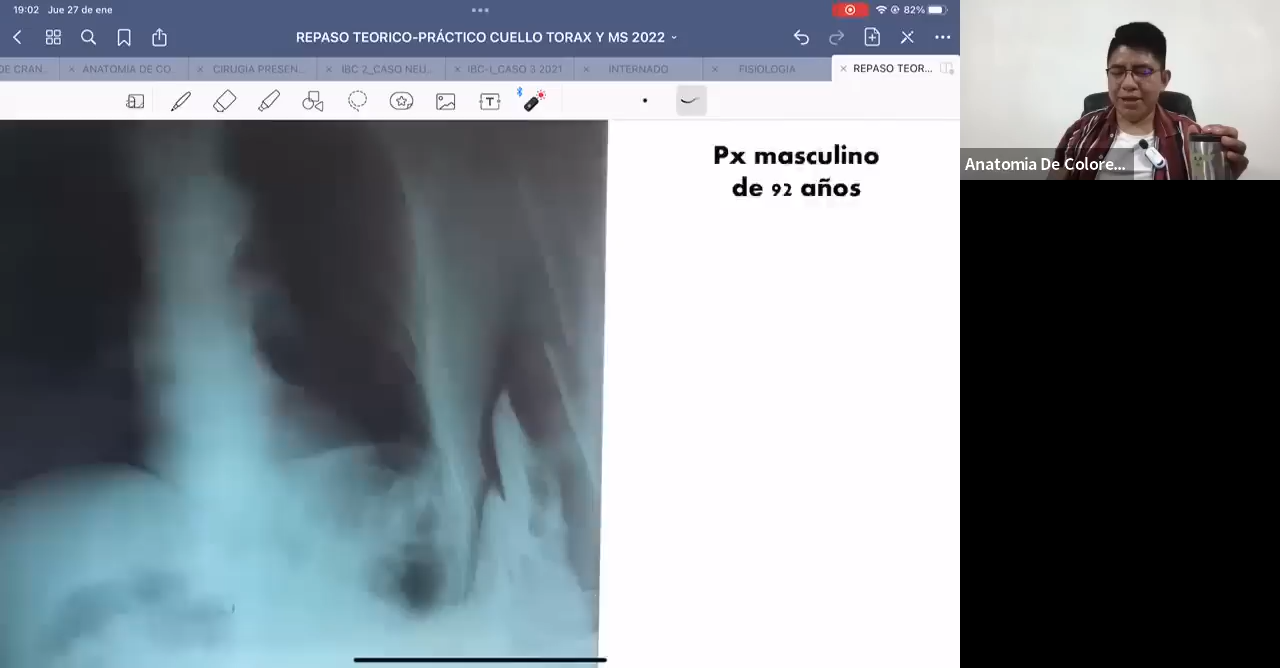 19:02 Jue 27 de ene
82%
REPASO TEORICO-PRÁCTICO CUELLO TORAX Y MS 2022
DE CRAN...
ANATOMIA DE CO...
CIRUGIA PRESEN...
IBC 2_CASO NEU...
IBC-I_CASO 3 2021
INTERNADO
FISIOLOGIA
REPASO TEOR...
T
Px masculino
de 92 años
Anatomia De Colore...